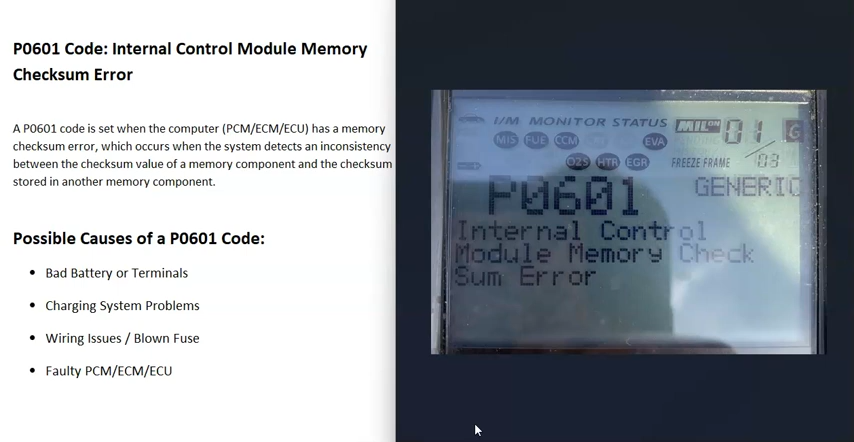 P0601 Code: Internal Control Module Memory
Checksum Error
A P0601 code is set when the computer (PCM/ECM/ECU) has a memory
checksum error, which occurs when the system detects an inconsistency
between the checksum value of a memory component and the checksum
stored in another memory component.
Possible Causes of a P0601 Code:
• Bad Battery or Terminals
• Charging System Problems
• Wiring Issues / Blown Fuse
• Faulty PCM/ECM/ECU
I/M MONITOR STATUS MIL ON 01 G
MIS FUE CCM EVA
O2S HTR EGR FREEZE FRAME /03
P0601 GENERIC
Internal Control
Module Memory Check
Sum Error